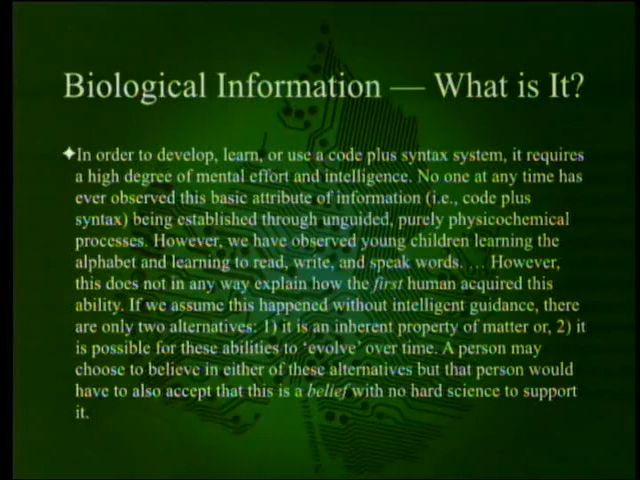 Biological Information — What is It?
✦In order to develop, learn, or use a code plus syntax system, it requires
a high degree of mental effort and intelligence. No one at any time has
ever observed this basic attribute of information (i.e., code plus
syntax) being established through unguided, purely physicochemical
processes. However, we have observed young children learning the
alphabet and learning to read, write, and speak words. . . . However,
this does not in any way explain how the first human acquired this
ability. If we assume this happened without intelligent guidance, there
are only two alternatives: 1) it is an inherent property of matter or, 2) it
is possible for these abilities to ‘evolve’ over time. A person may
choose to believe in either of these alternatives but that person would
have to also accept that this is a belief with no hard science to support
it.